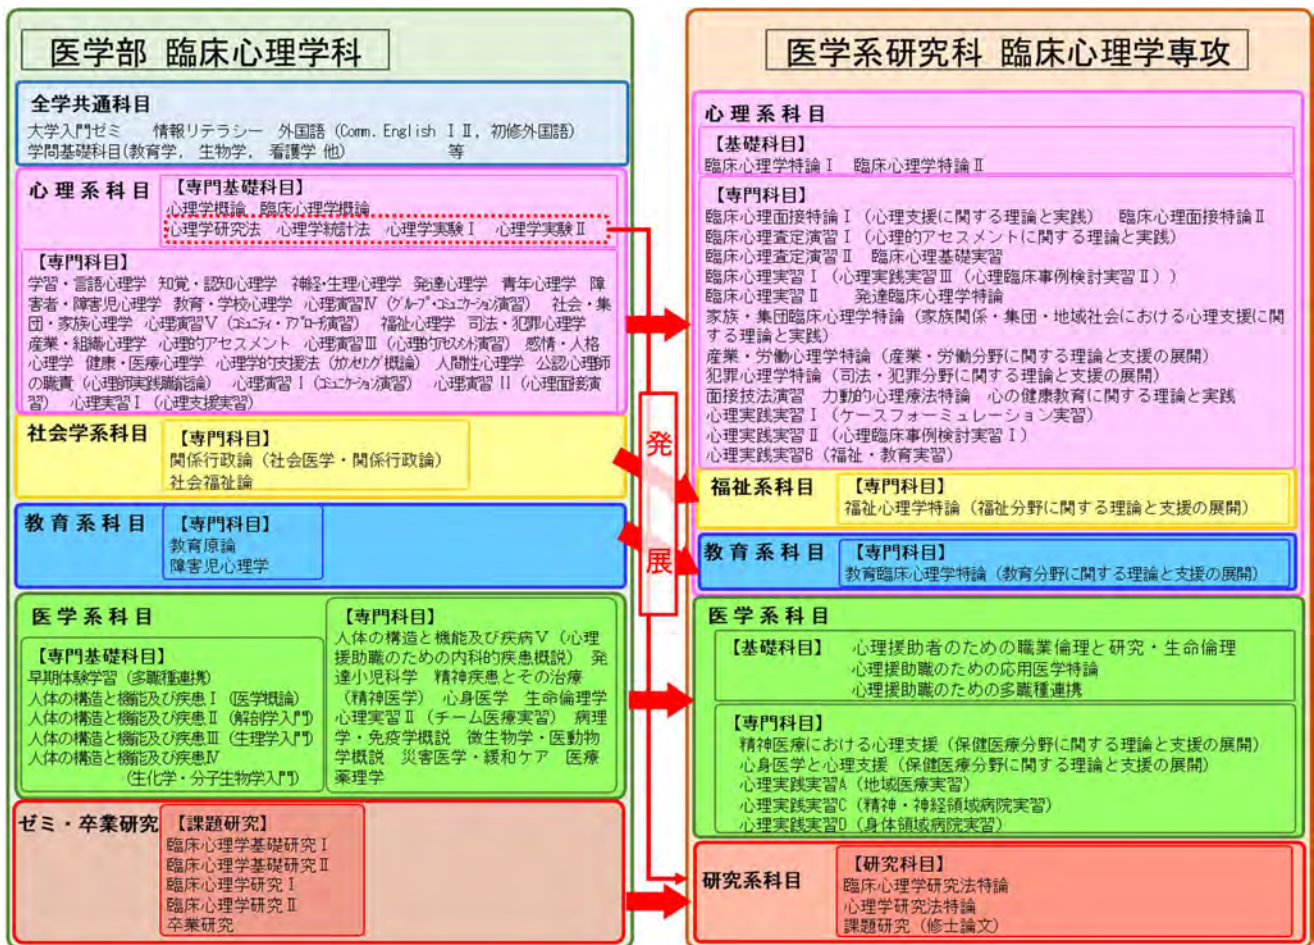 医学部 臨床心理学科
全学共通科目
大学入門ゼミ 情報リテラシー 外国語 (Comm. English Ⅰ Ⅱ, 初修外国語)
学問基礎科目(教育学, 生物学, 看護学 他) 等
心理系科目
【専門基礎科目】
心理学概論 臨床心理学概論
心理学研究法 心理学統計法 心理学実験Ⅰ 心理学実験Ⅱ
【専門科目】
学習・言語心理学 知覚・認知心理学 神経・生理心理学 発達心理学 青年心理学 障
害者・障害児心理学 教育・学校心理学 心理演習Ⅳ (グループ・コミュニケーション演習) 社会・集
団・家族心理学 心理演習Ⅴ (コミュニティ・アプローチ演習) 福祉心理学 司法・犯罪心理学
産業・組織心理学 心理的アセスメント 心理演習Ⅲ (心理的アセスメント演習) 感情・人格
心理学 健康・医療心理学 心理学的支援法 (カウンセリング概論) 人間性心理学 公認心理師
の職責 (心理師実践職能論) 心理演習Ⅰ (コミュニケーション演習) 心理演習 Ⅱ (心理面接演
習) 心理実習Ⅰ (心理支援実習)
社会学系科目
【専門科目】
関係行政論 (社会医学・関係行政論)
社会福祉論
教育系科目
【専門科目】
教育原論
障害児心理学
医学系科目
【専門基礎科目】
早期体験学習 (多職種連携)
人体の構造と機能及び疾患Ⅰ (医学概論)
人体の構造と機能及び疾患Ⅱ (解剖学入門)
人体の構造と機能及び疾患Ⅲ (生理学入門)
人体の構造と機能及び疾患Ⅳ
(生化学・分子生物学入門)
【専門科目】
人体の構造と機能及び疾病Ⅴ (心理
援助職のための内科的疾患概説) 発
達小児科学 精神疾患とその治療
(精神医学) 心身医学 生命倫理学
心理実習Ⅱ (チーム医療実習) 病理
学・免疫学概説 微生物学・医動物
学概説 災害医学・緩和ケア 医療
薬理学
ゼミ・卒業研究
【課題研究】
臨床心理学基礎研究Ⅰ
臨床心理学基礎研究Ⅱ
臨床心理学研究Ⅰ
臨床心理学研究Ⅱ
卒業研究
発
展
医学系研究科 臨床心理学専攻
心理系科目
【基礎科目】
臨床心理学特論Ⅰ 臨床心理学特論Ⅱ
【専門科目】
臨床心理面接特論Ⅰ (心理支援に関する理論と実践) 臨床心理面接特論Ⅱ
臨床心理査定演習Ⅰ (心理的アセスメントに関する理論と実践)
臨床心理査定演習Ⅱ 臨床心理基礎実習
臨床心理実習Ⅰ (心理実践実習Ⅲ (心理臨床事例検討実習Ⅱ))
臨床心理実習Ⅱ 発達臨床心理学特論
家族・集団臨床心理学特論 (家族関係・集団・地域社会における心理支援に関
する理論と実践)
産業・労働心理学特論 (産業・労働分野に関する理論と支援の展開)
犯罪心理学特論 (司法・犯罪分野に関する理論と支援の展開)
面接技法演習 力動的心理療法特論 心の健康教育に関する理論と実践
心理実践実習Ⅰ (ケースフォーミュレーション実習)
心理実践実習Ⅱ (心理臨床事例検討実習Ⅰ)
心理実践実習B (福祉・教育実習)
福祉系科目
【専門科目】
福祉心理学特論 (福祉分野に関する理論と支援の展開)
教育系科目
【専門科目】
教育臨床心理学特論 (教育分野に関する理論と支援の展開)
医学系科目
【基礎科目】 心理援助者のための職業倫理と研究・生命倫理
心理援助職のための応用医学特論
心理援助職のための多職種連携
【専門科目】
精神医療における心理支援 (保健医療分野に関する理論と支援の展開)
心身医学と心理支援 (保健医療分野に関する理論と支援の展開)
心理実践実習A (地域医療実習)
心理実践実習C (精神・神経領域病院実習)
心理実践実習D (身体領域病院実習)
研究系科目
【研究科目】
臨床心理学研究法特論
心理学研究法特論
課題研究 (修士論文)